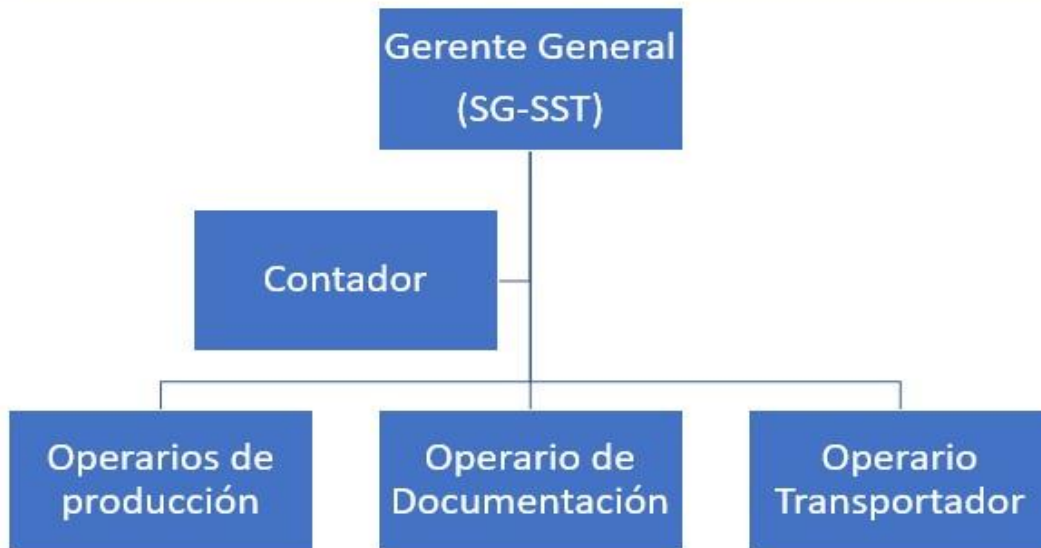 Gerente General
(SG-SST)
Contador
Operarios de
producción
Operario de
Documentación
Operario
Transportador